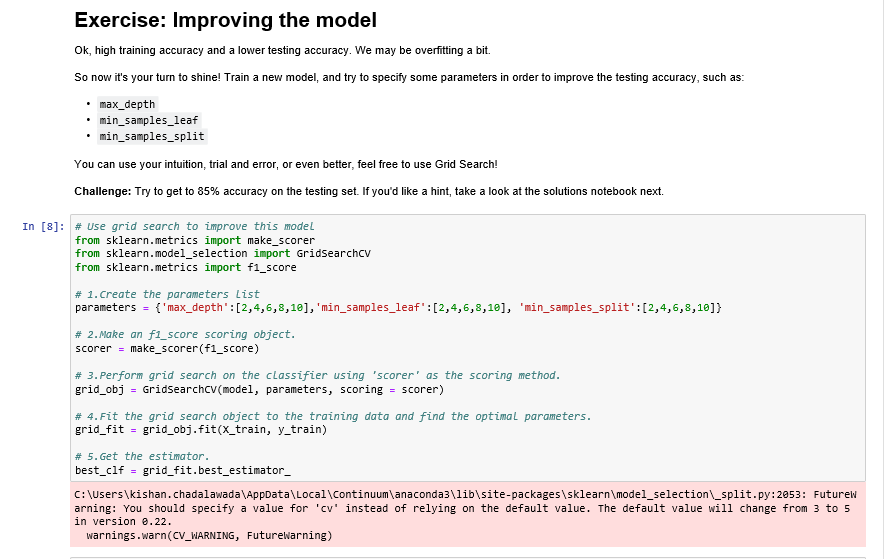 Exercise: Improving the model
Ok, high training accuracy and a lower testing accuracy. We may be overfitting a bit.
So now it's your turn to shine! Train a new model, and try to specify some parameters in order to improve the testing accuracy, such as:
• max_depth
• min_samples_leaf
• min_samples_split
You can use your intuition, trial and error, or even better, feel free to use Grid Search!
Challenge: Try to get to 85% accuracy on the testing set. If you'd like a hint, take a look at the solutions notebook next.
In [8]: # Use grid search to improve this model
from sklearn.metrics import make_scorer
from sklearn.model_selection import GridSearchCV
from sklearn.metrics import f1_score
# 1.Create the parameters list
parameters = {'max_depth':[2,4,6,8,10],'min_samples_leaf':[2,4,6,8,10], 'min_samples_split':[2,4,6,8,10]}
# 2.Make an f1_score scoring object.
scorer = make_scorer(f1_score)
# 3.Perform grid search on the classifier using 'scorer' as the scoring method.
grid_obj = GridSearchCV(model, parameters, scoring = scorer)
# 4.Fit the grid search object to the training data and find the optimal parameters.
grid_fit = grid_obj.fit(X_train, y_train)
# 5.Get the estimator.
best_clf = grid_fit.best_estimator_
C:\Users\kishan.chadalawada\AppData\Local\Continuum\anaconda3\lib\site-packages\sklearn\model_selection\_split.py:2053: FutureW
arning: You should specify a value for 'cv' instead of relying on the default value. The default value will change from 3 to 5
in version 0.22.
warnings.warn(CV_WARNING, FutureWarning)